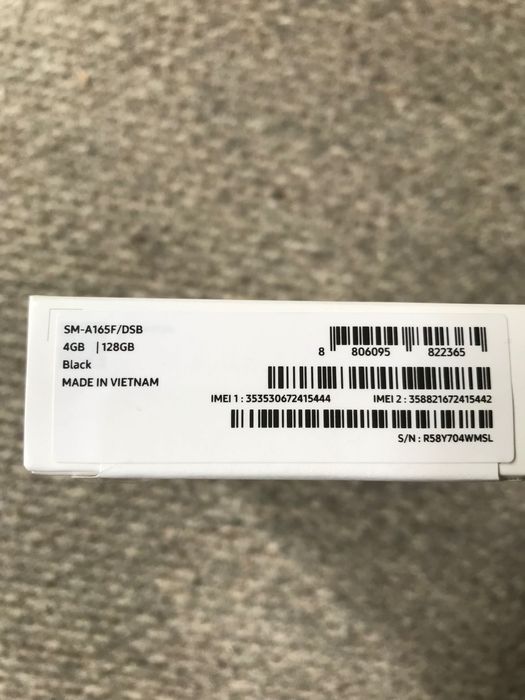 SM-A165F/DSB
4GB | 128GB
Black
MADE IN VIETNAM
8 806095 822365
IMEI 1 : 353530672415444 IMEI 2 : 358821672415442
S/N : R58Y704WMSL